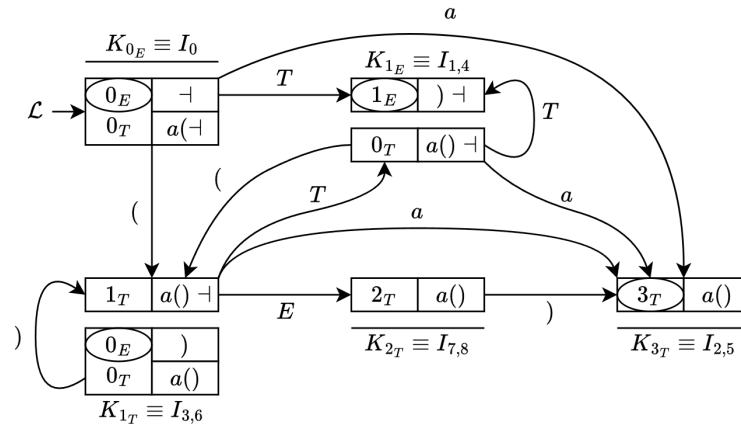 a
K_{0_E} ≡ I_0
K_{1_E} ≡ I_{1,4}
ℒ
0_E ⊣
T
1_E ) ⊣
T
0_T a(⊣
0_T a() ⊣
(
(
T
a
a
1_T a() ⊣
E
2_T a()
)
3_T a()
)
0_E )
K_{2_T} ≡ I_{7,8}
K_{3_T} ≡ I_{2,5}
0_T a()
K_{1_T} ≡ I_{3,6}